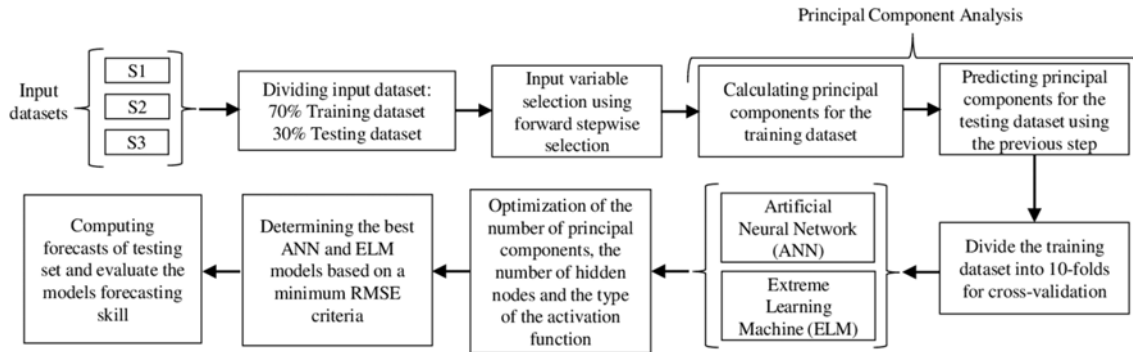 Principal Component Analysis
Input
datasets
S1
S2
S3
Dividing input dataset:
70% Training dataset
30% Testing dataset
Input variable
selection using
forward stepwise
selection
Calculating principal
components for the
training dataset
Predicting principal
components for the
testing dataset using
the previous step
Divide the training
dataset into 10-folds
for cross-validation
Artificial
Neural Network
(ANN)
Extreme
Learning
Machine (ELM)
Optimization of the
number of principal
components, the
number of hidden
nodes and the type
of the activation
function
Determining the best
ANN and ELM
models based on a
minimum RMSE
criteria
Computing
forecasts of testing
set and evaluate the
models forecasting
skill